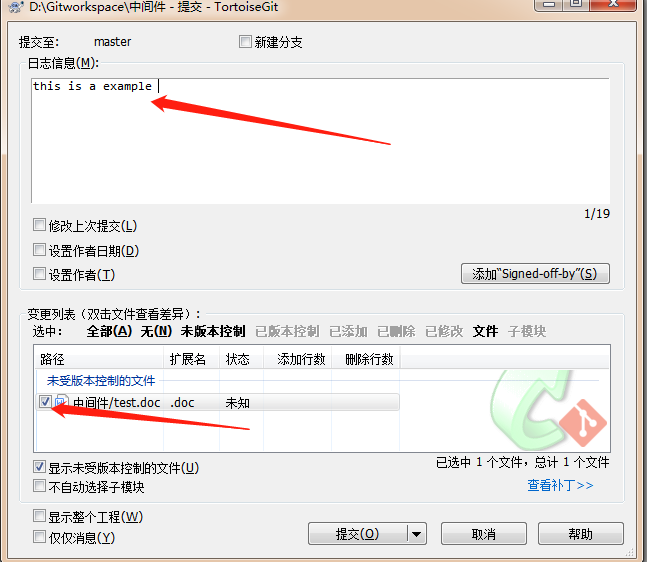 D:\Gitworkspace\中间件 - 提交 - TortoiseGit
提交至: master 新建分支
日志信息(M):
this is a example
1/19
修改上次提交(L)
设置作者日期(D)
设置作者(T) 添加"Signed-off-by"(S)
变更列表（双击文件查看差异）:
选中: 全部(A) 无(N) 未版本控制 已版本控制 已添加 已删除 已修改 文件 子模块
路径 扩展名 状态 添加行数 删除行数
未受版本控制的文件
中间件/test.doc .doc 未知
显示未受版本控制的文件(U) 已选中 1 个文件，总计 1 个文件
不自动选择子模块 查看补丁>>
显示整个工程(W)
仅仅消息(Y) 提交(O) 取消 帮助